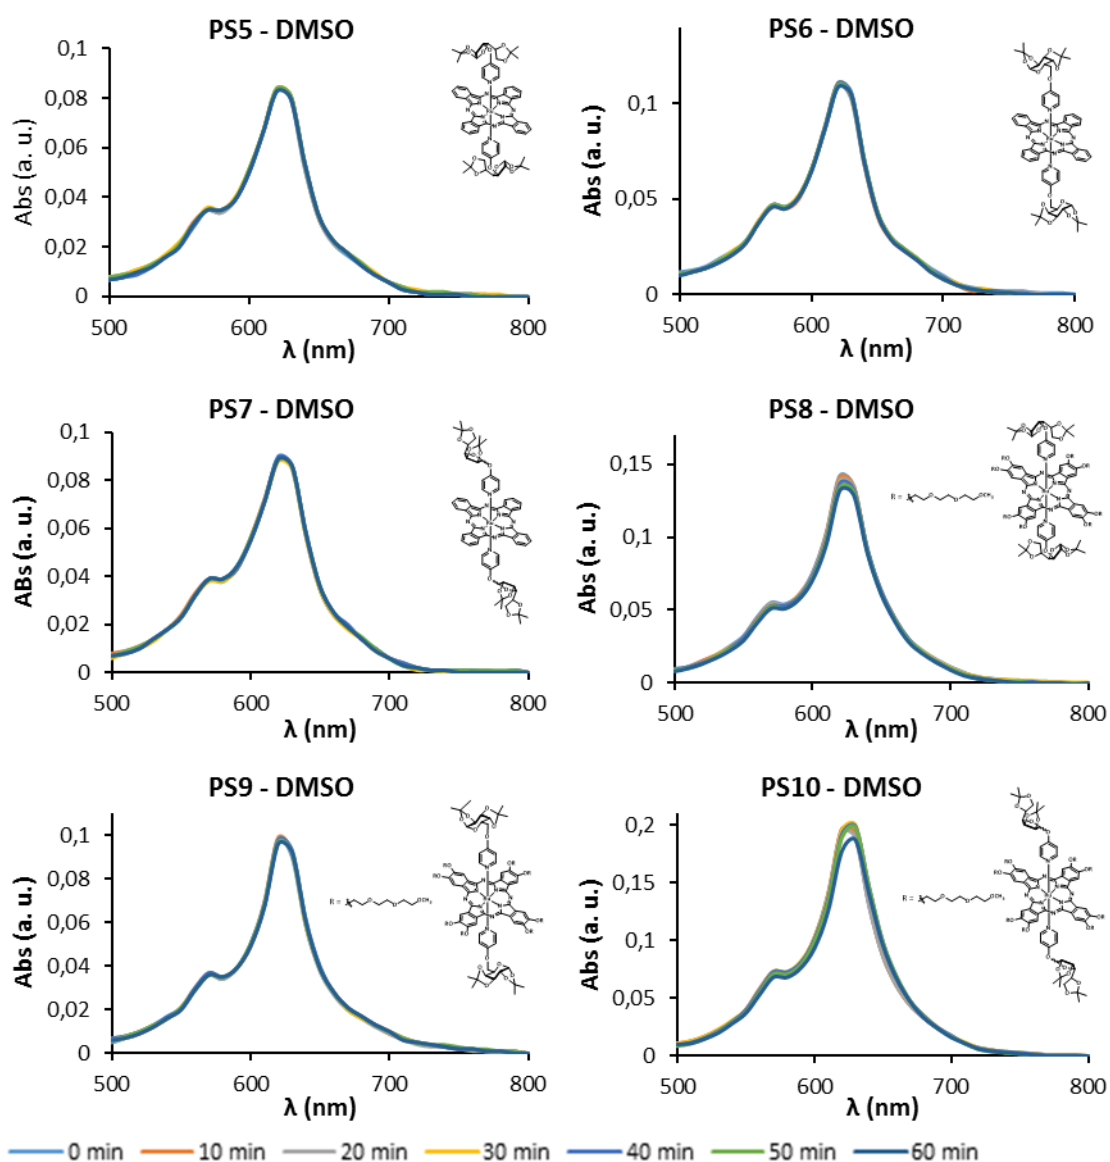 PS5 - DMSO
Abs (a. u.)
0,1
0,08
0,06
0,04
0,02
0
500 600 700 800
λ (nm)
PS6 - DMSO
Abs (a. u.)
0,1
0,05
0
500 600 700 800
λ (nm)
PS7 - DMSO
ABs (a. u.)
0,1
0,08
0,06
0,04
0,02
0
500 600 700 800
λ (nm)
PS8 - DMSO
Abs (a. u.)
0,15
0,1
0,05
0
R =
OCH3
500 600 700 800
λ (nm)
PS9 - DMSO
Abs (a. u.)
0,1
0,08
0,06
0,04
0,02
0
R =
OCH3
500 600 700 800
λ (nm)
PS10 - DMSO
Abs (a. u.)
0,2
0,15
0,1
0,05
0
R =
OCH3
500 600 700 800
λ (nm)
0 min 10 min 20 min 30 min 40 min 50 min 60 min